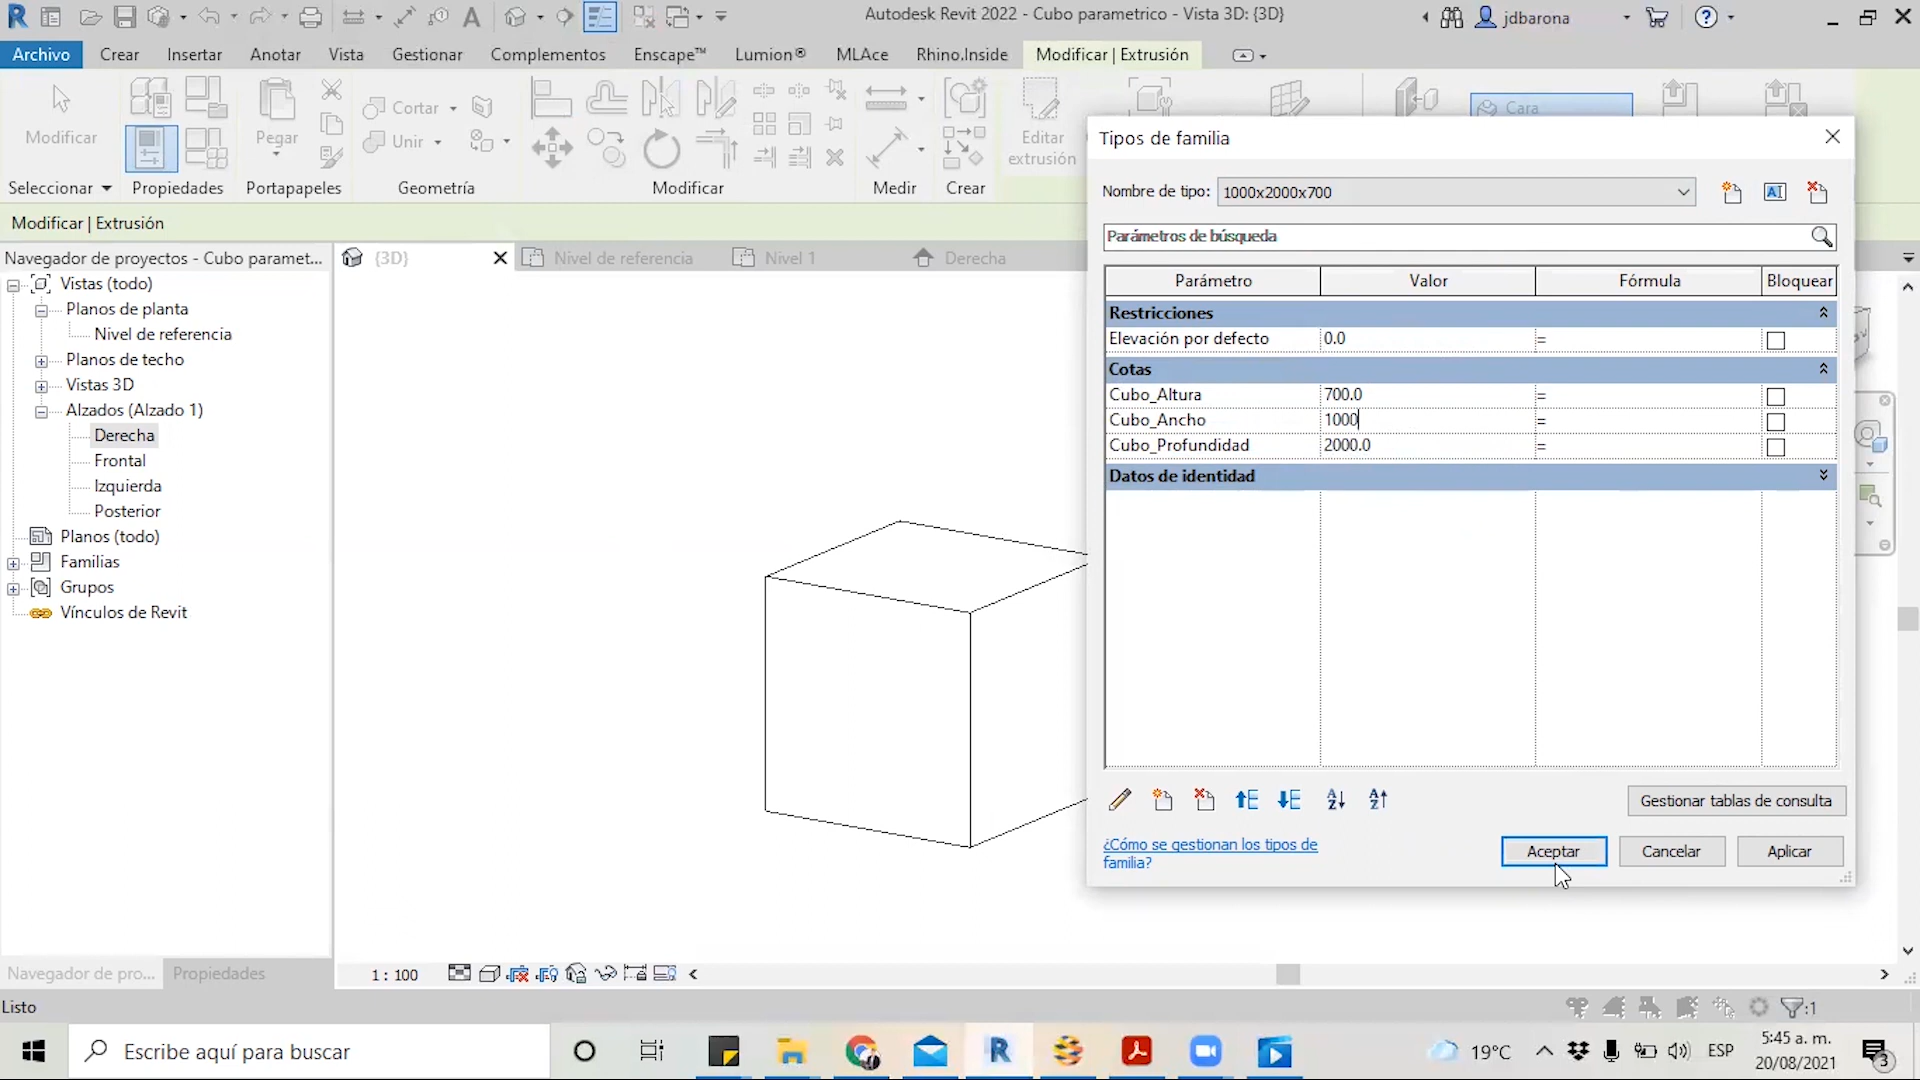 Autodesk Revit 2022 - Cubo parametrico - Vista 3D: {3D}
jdbarona
Archivo Crear Insertar Anotar Vista Gestionar Complementos Enscape™ Lumion® MLAce Rhino.Inside Modificar | Extrusión
Modificar
Pegar
Cortar
Unir
Editar
extrusión
Cara
Seleccionar Propiedades Portapapeles Geometría Modificar Medir Crear
Modificar | Extrusión
Navegador de proyectos - Cubo paramet...
{3D} Nivel de referencia Nivel 1 Derecha
Vistas (todo)
Planos de planta
Nivel de referencia
Planos de techo
Vistas 3D
Alzados (Alzado 1)
Derecha
Frontal
Izquierda
Posterior
Planos (todo)
Familias
Grupos
Vínculos de Revit
Tipos de familia
Nombre de tipo: 1000x2000x700
Parámetros de búsqueda
Parámetro Valor Fórmula Bloquear
Restricciones
Elevación por defecto 0.0 =
Cotas
Cubo_Altura 700.0 =
Cubo_Ancho 1000 =
Cubo_Profundidad 2000.0 =
Datos de identidad
Gestionar tablas de consulta
¿Cómo se gestionan los tipos de
familia?
Aceptar Cancelar Aplicar
Navegador de pro... Propiedades
1 : 100
Listo
:1
Escribe aquí para buscar
19°C
ESP
5:45 a. m.
20/08/2021
3